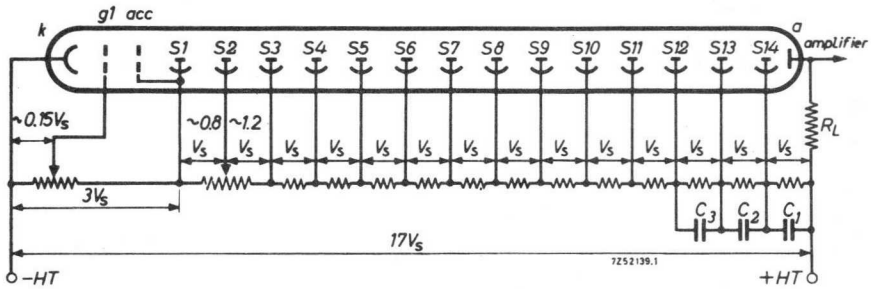 g1 acc
k
S1 S2 S3 S4 S5 S6 S7 S8 S9 S10 S11 S12 S13 S14
a
amplifier
~0.15Vs
~0.8 ~1.2
Vs Vs Vs Vs Vs Vs Vs Vs Vs Vs Vs Vs Vs Vs
RL
3Vs
C3 C2 C1
17Vs
7Z52139.1
-HT
+HT